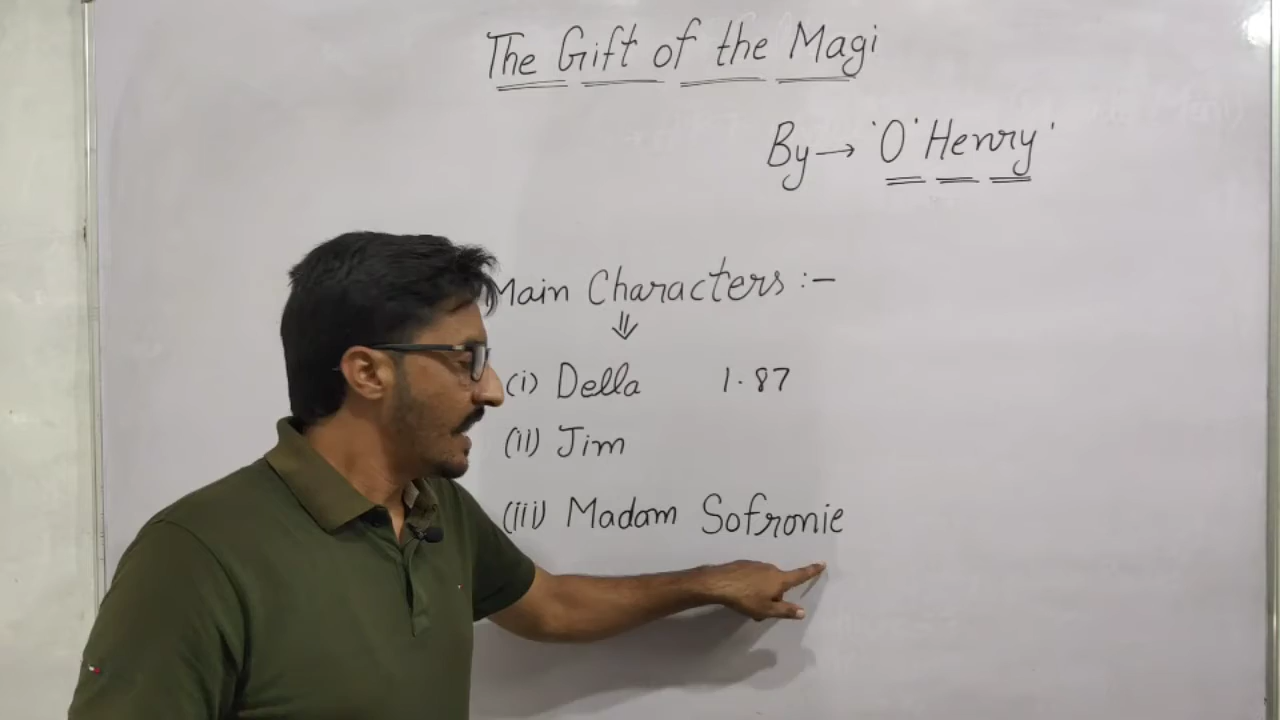 The Gift of the Magi
By → 'O' Henry'
Main Characters :-
⇓
(i) Della 1.87
(ii) Jim
(iii) Madam Sofronie